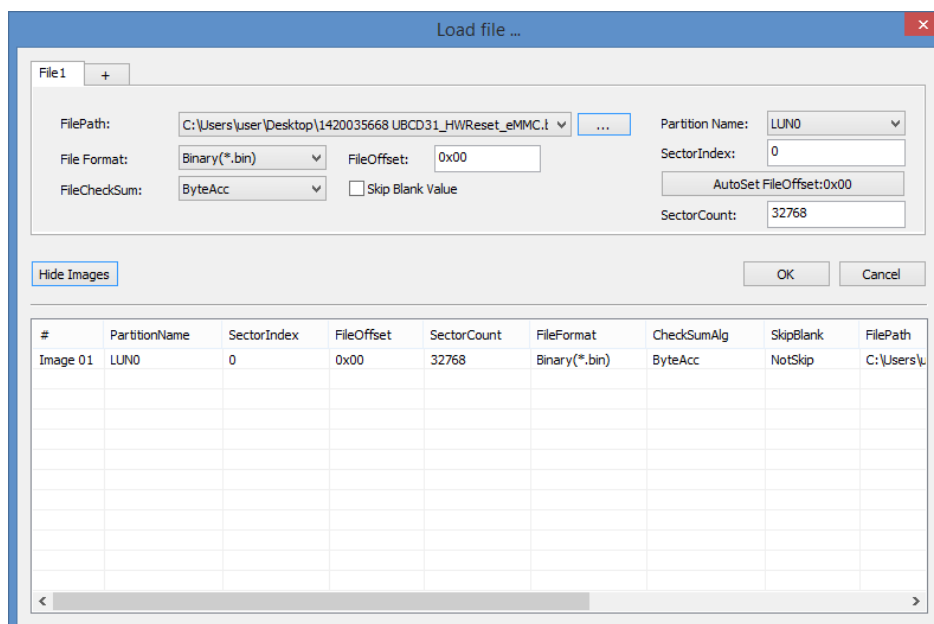 Load file ...
File1 +
FilePath: C:\Users\user\Desktop\1420035668 UBCD31_HWReset_eMMC.b ... Partition Name: LUN0
File Format: Binary(*.bin) FileOffset: 0x00 SectorIndex: 0
FileCheckSum: ByteAcc Skip Blank Value AutoSet FileOffset:0x00
SectorCount: 32768
Hide Images OK Cancel
# PartitionName SectorIndex FileOffset SectorCount FileFormat CheckSumAlg SkipBlank FilePath
Image 01 LUN0 0 0x00 32768 Binary(*.bin) ByteAcc NotSkip C:\Users\u